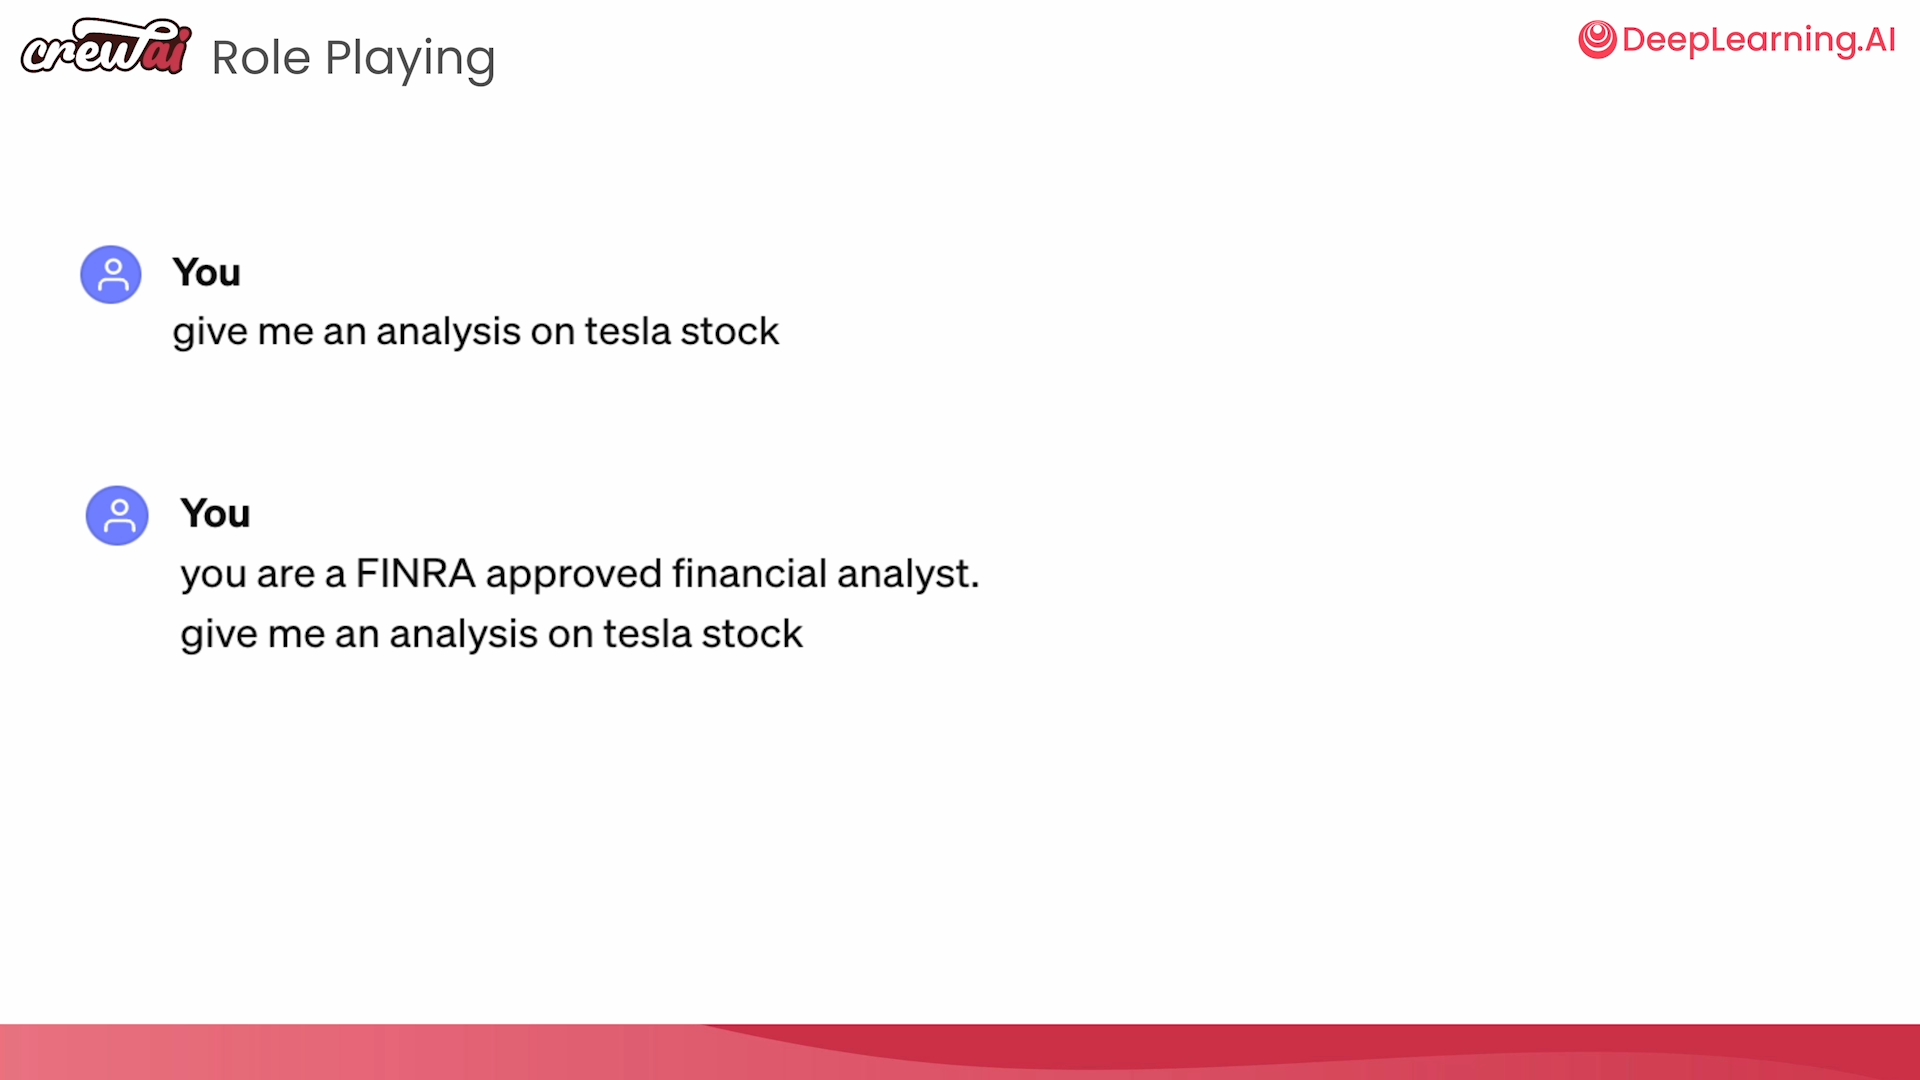 crewai Role Playing
DeepLearning.AI
You
give me an analysis on tesla stock
You
you are a FINRA approved financial analyst.
give me an analysis on tesla stock